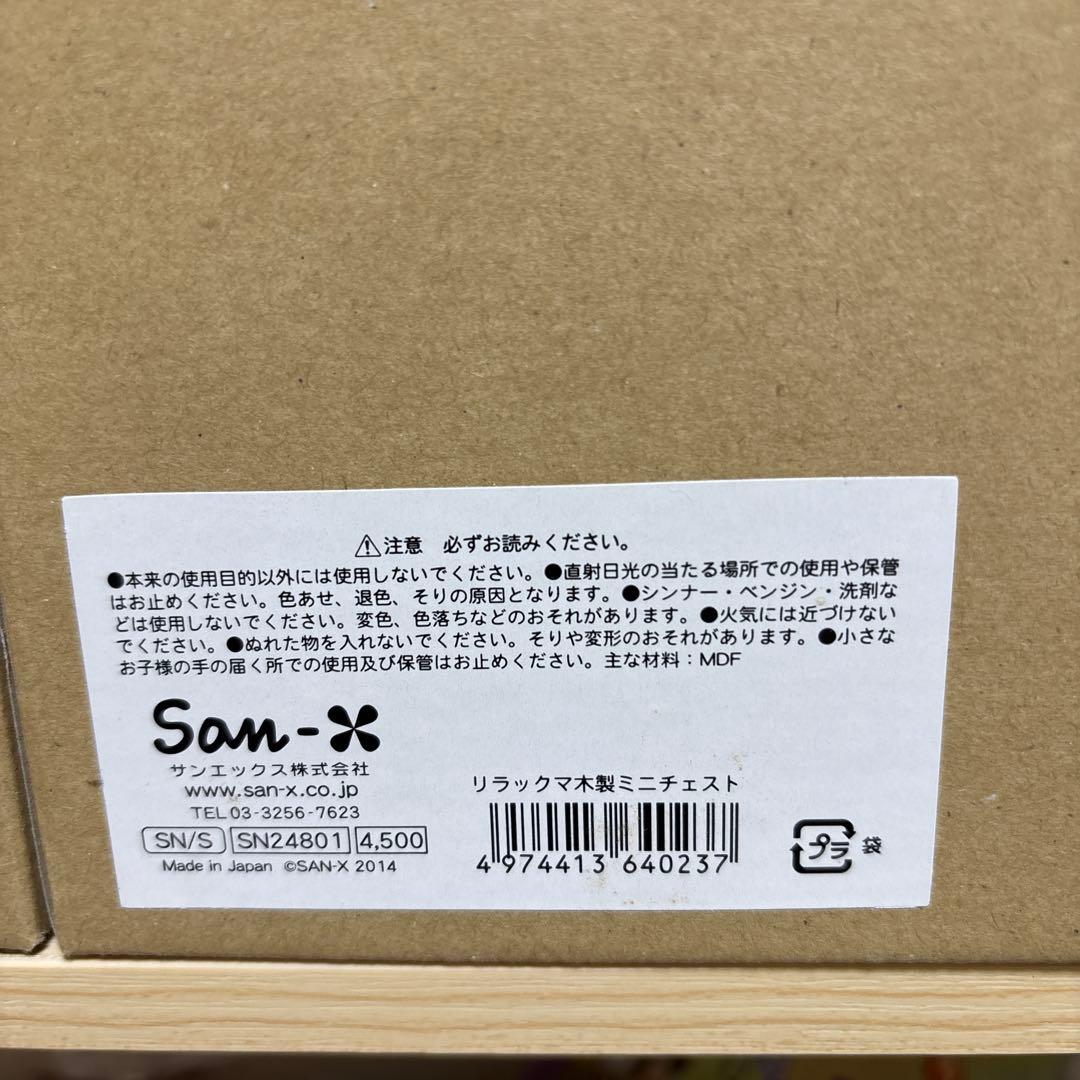 ⚠注意 必ずお読みください。
●本来の使用目的以外には使用しないでください。●直射日光の当たる場所での使用や保管
はお止めください。色あせ、退色、そりの原因となります。●シンナー・ベンジン・洗剤な
どは使用しないでください。変色、色落ちなどのおそれがあります。●火気には近づけない
でください。●ぬれた物を入れないでください。そりや変形のおそれがあります。●小さな
お子様の手の届く所での使用及び保管はお止めください。主な材料：MDF
San-X
サンエックス株式会社
www.san-x.co.jp
TEL 03-3256-7623
SN/S SN24801 4,500
Made in Japan ©SAN-X 2014
リラックマ木製ミニチェスト
4 974413 640237
プラ 袋